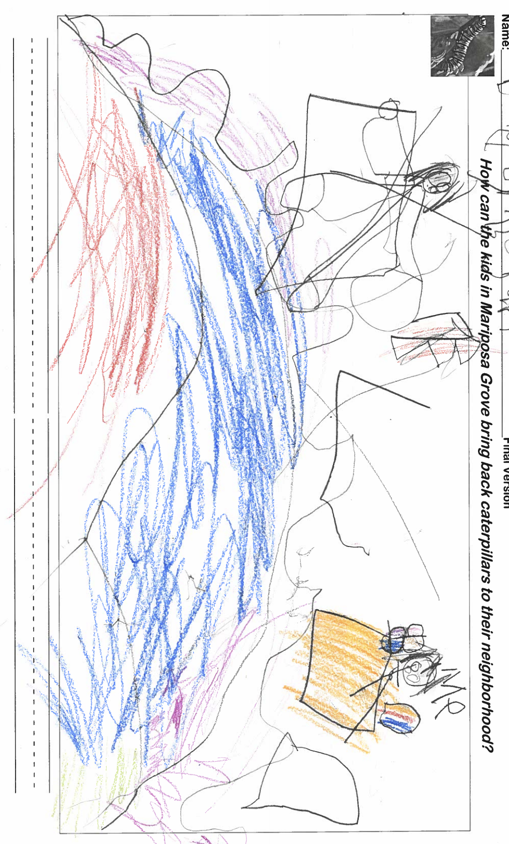 Name: Final Version
How can the kids in Mariposa Grove bring back caterpillars to their neighborhood?
Me